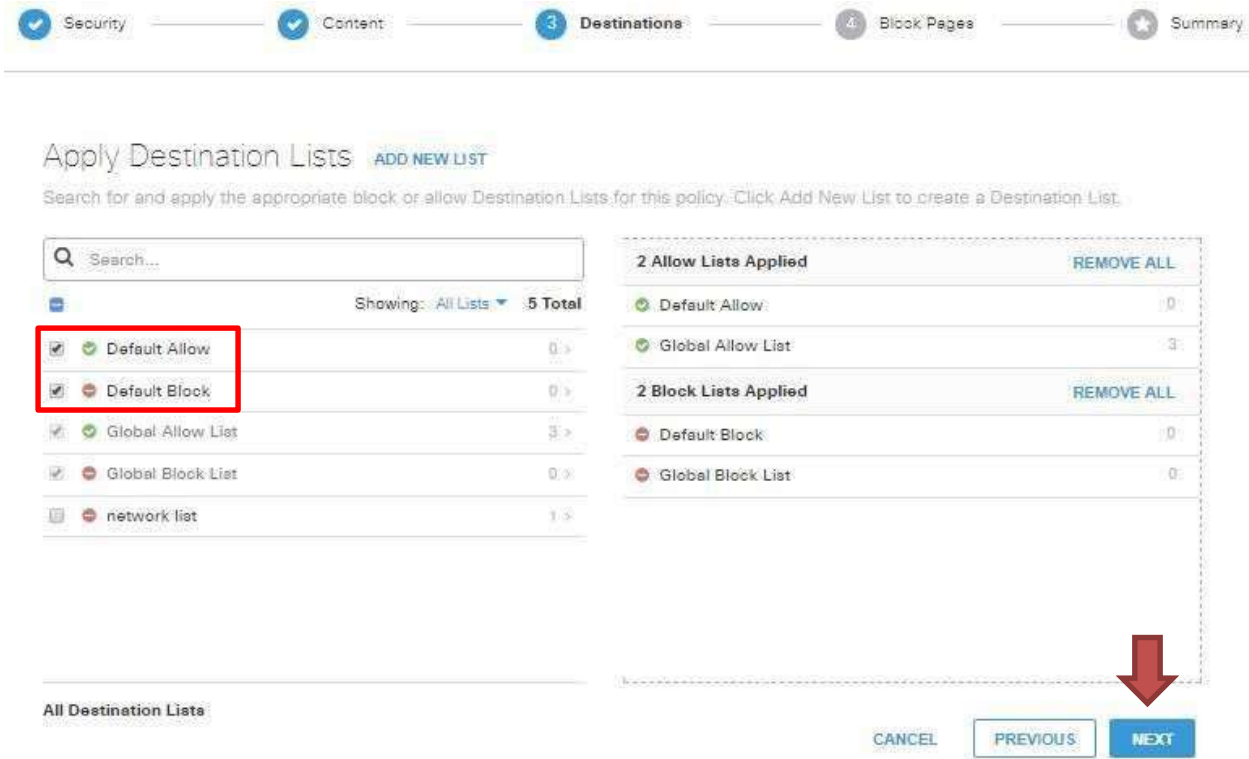 Security Content 3 Destinations 4 Block Pages Summary
Apply Destination Lists ADD NEW LIST
Search for and apply the appropriate block or allow Destination Lists for this policy. Click Add New List to create a Destination List.
Search...
Showing: All Lists 5 Total
Default Allow 0 >
Default Block 0 >
Global Allow List 3 >
Global Block List 0 >
network list 1 >
All Destination Lists
2 Allow Lists Applied REMOVE ALL
Default Allow 0
Global Allow List 3
2 Block Lists Applied REMOVE ALL
Default Block 0
Global Block List 0
CANCEL PREVIOUS NEXT